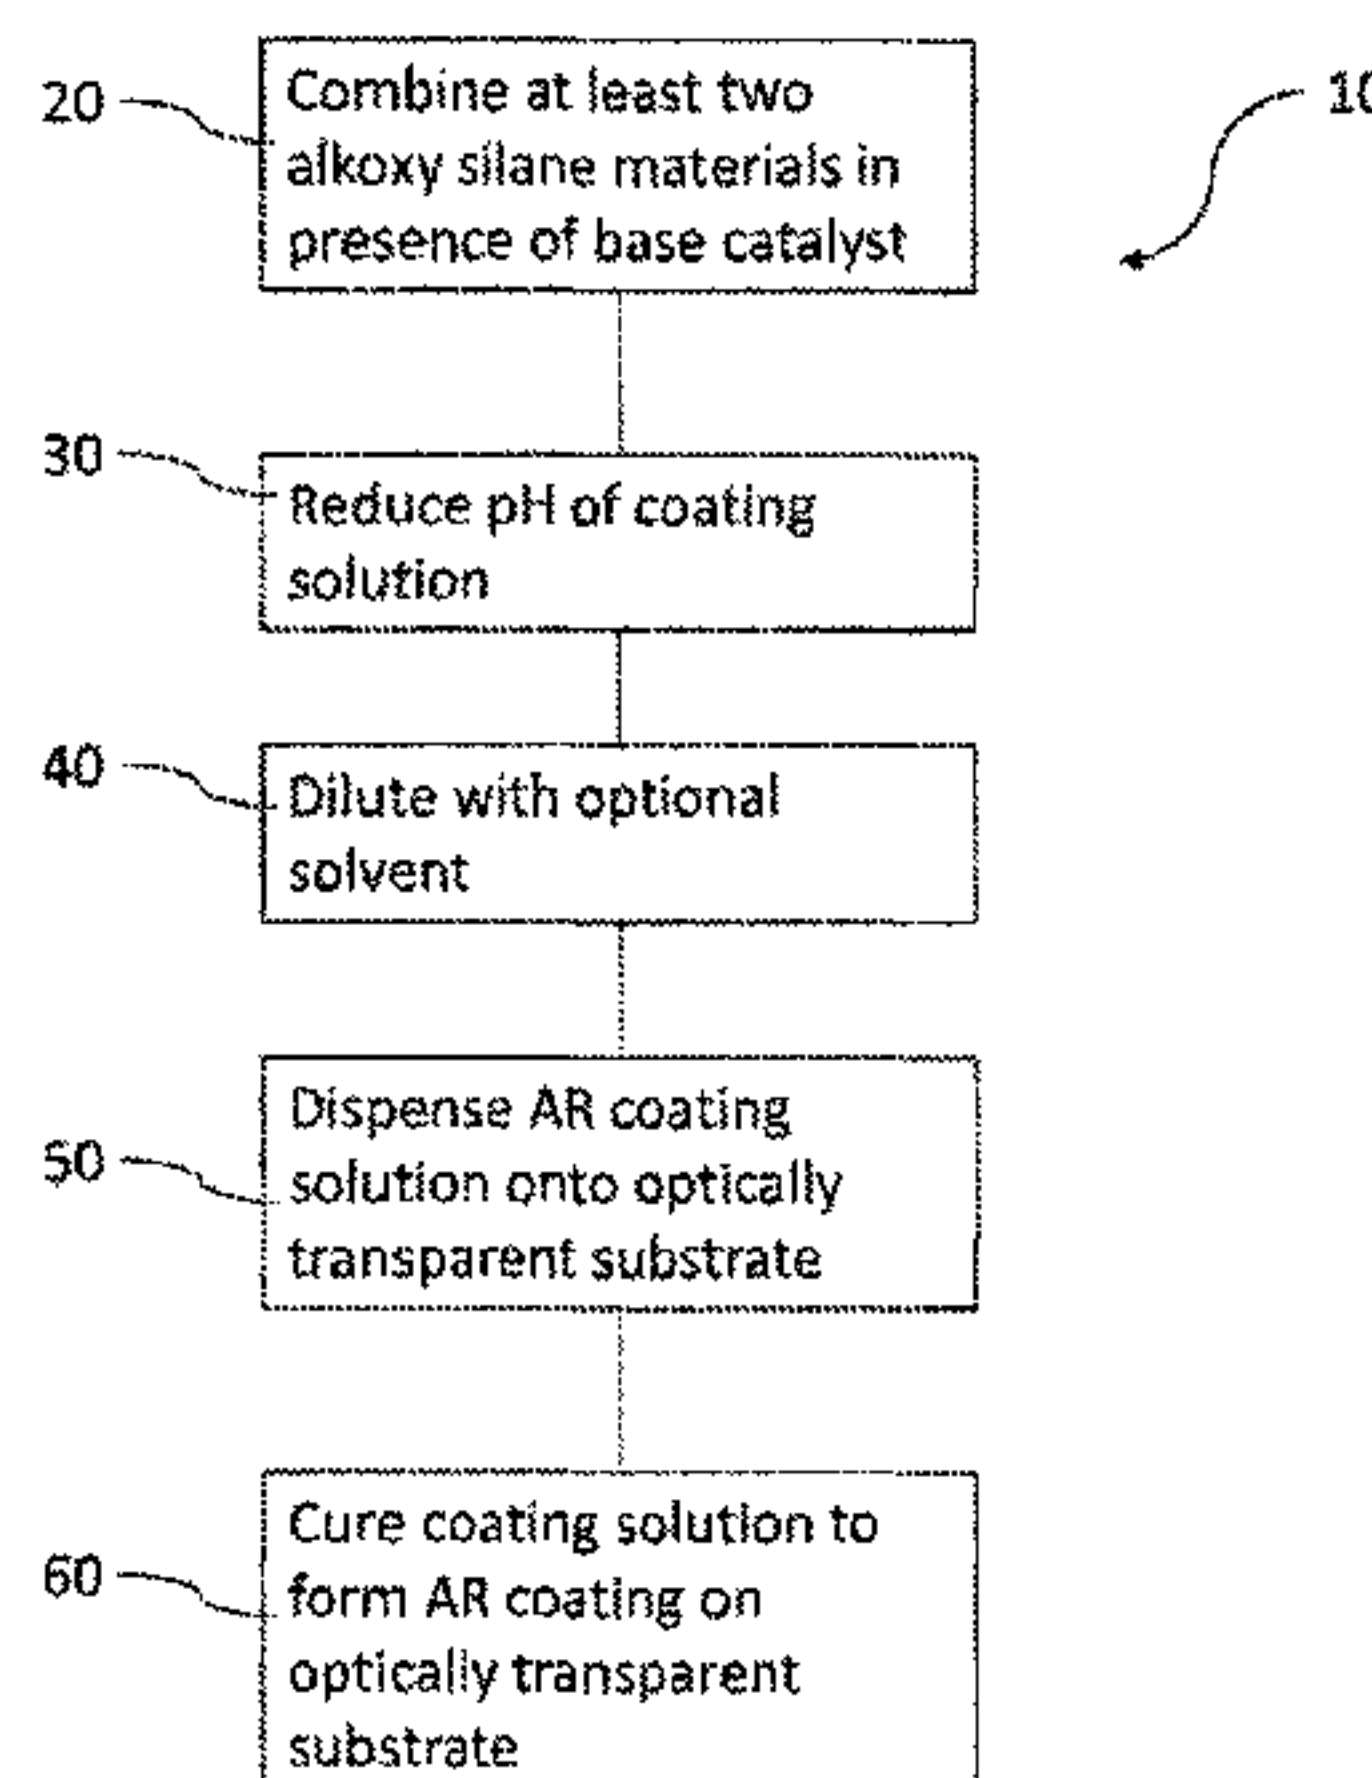 20
Combine at least two
alkoxy silane materials in
presence of base catalyst
10
30
Reduce pH of coating
solution
40
Dilute with optional
solvent
50
Dispense AR coating
solution onto optically
transparent substrate
60
Cure coating solution to
form AR coating on
optically transparent
substrate